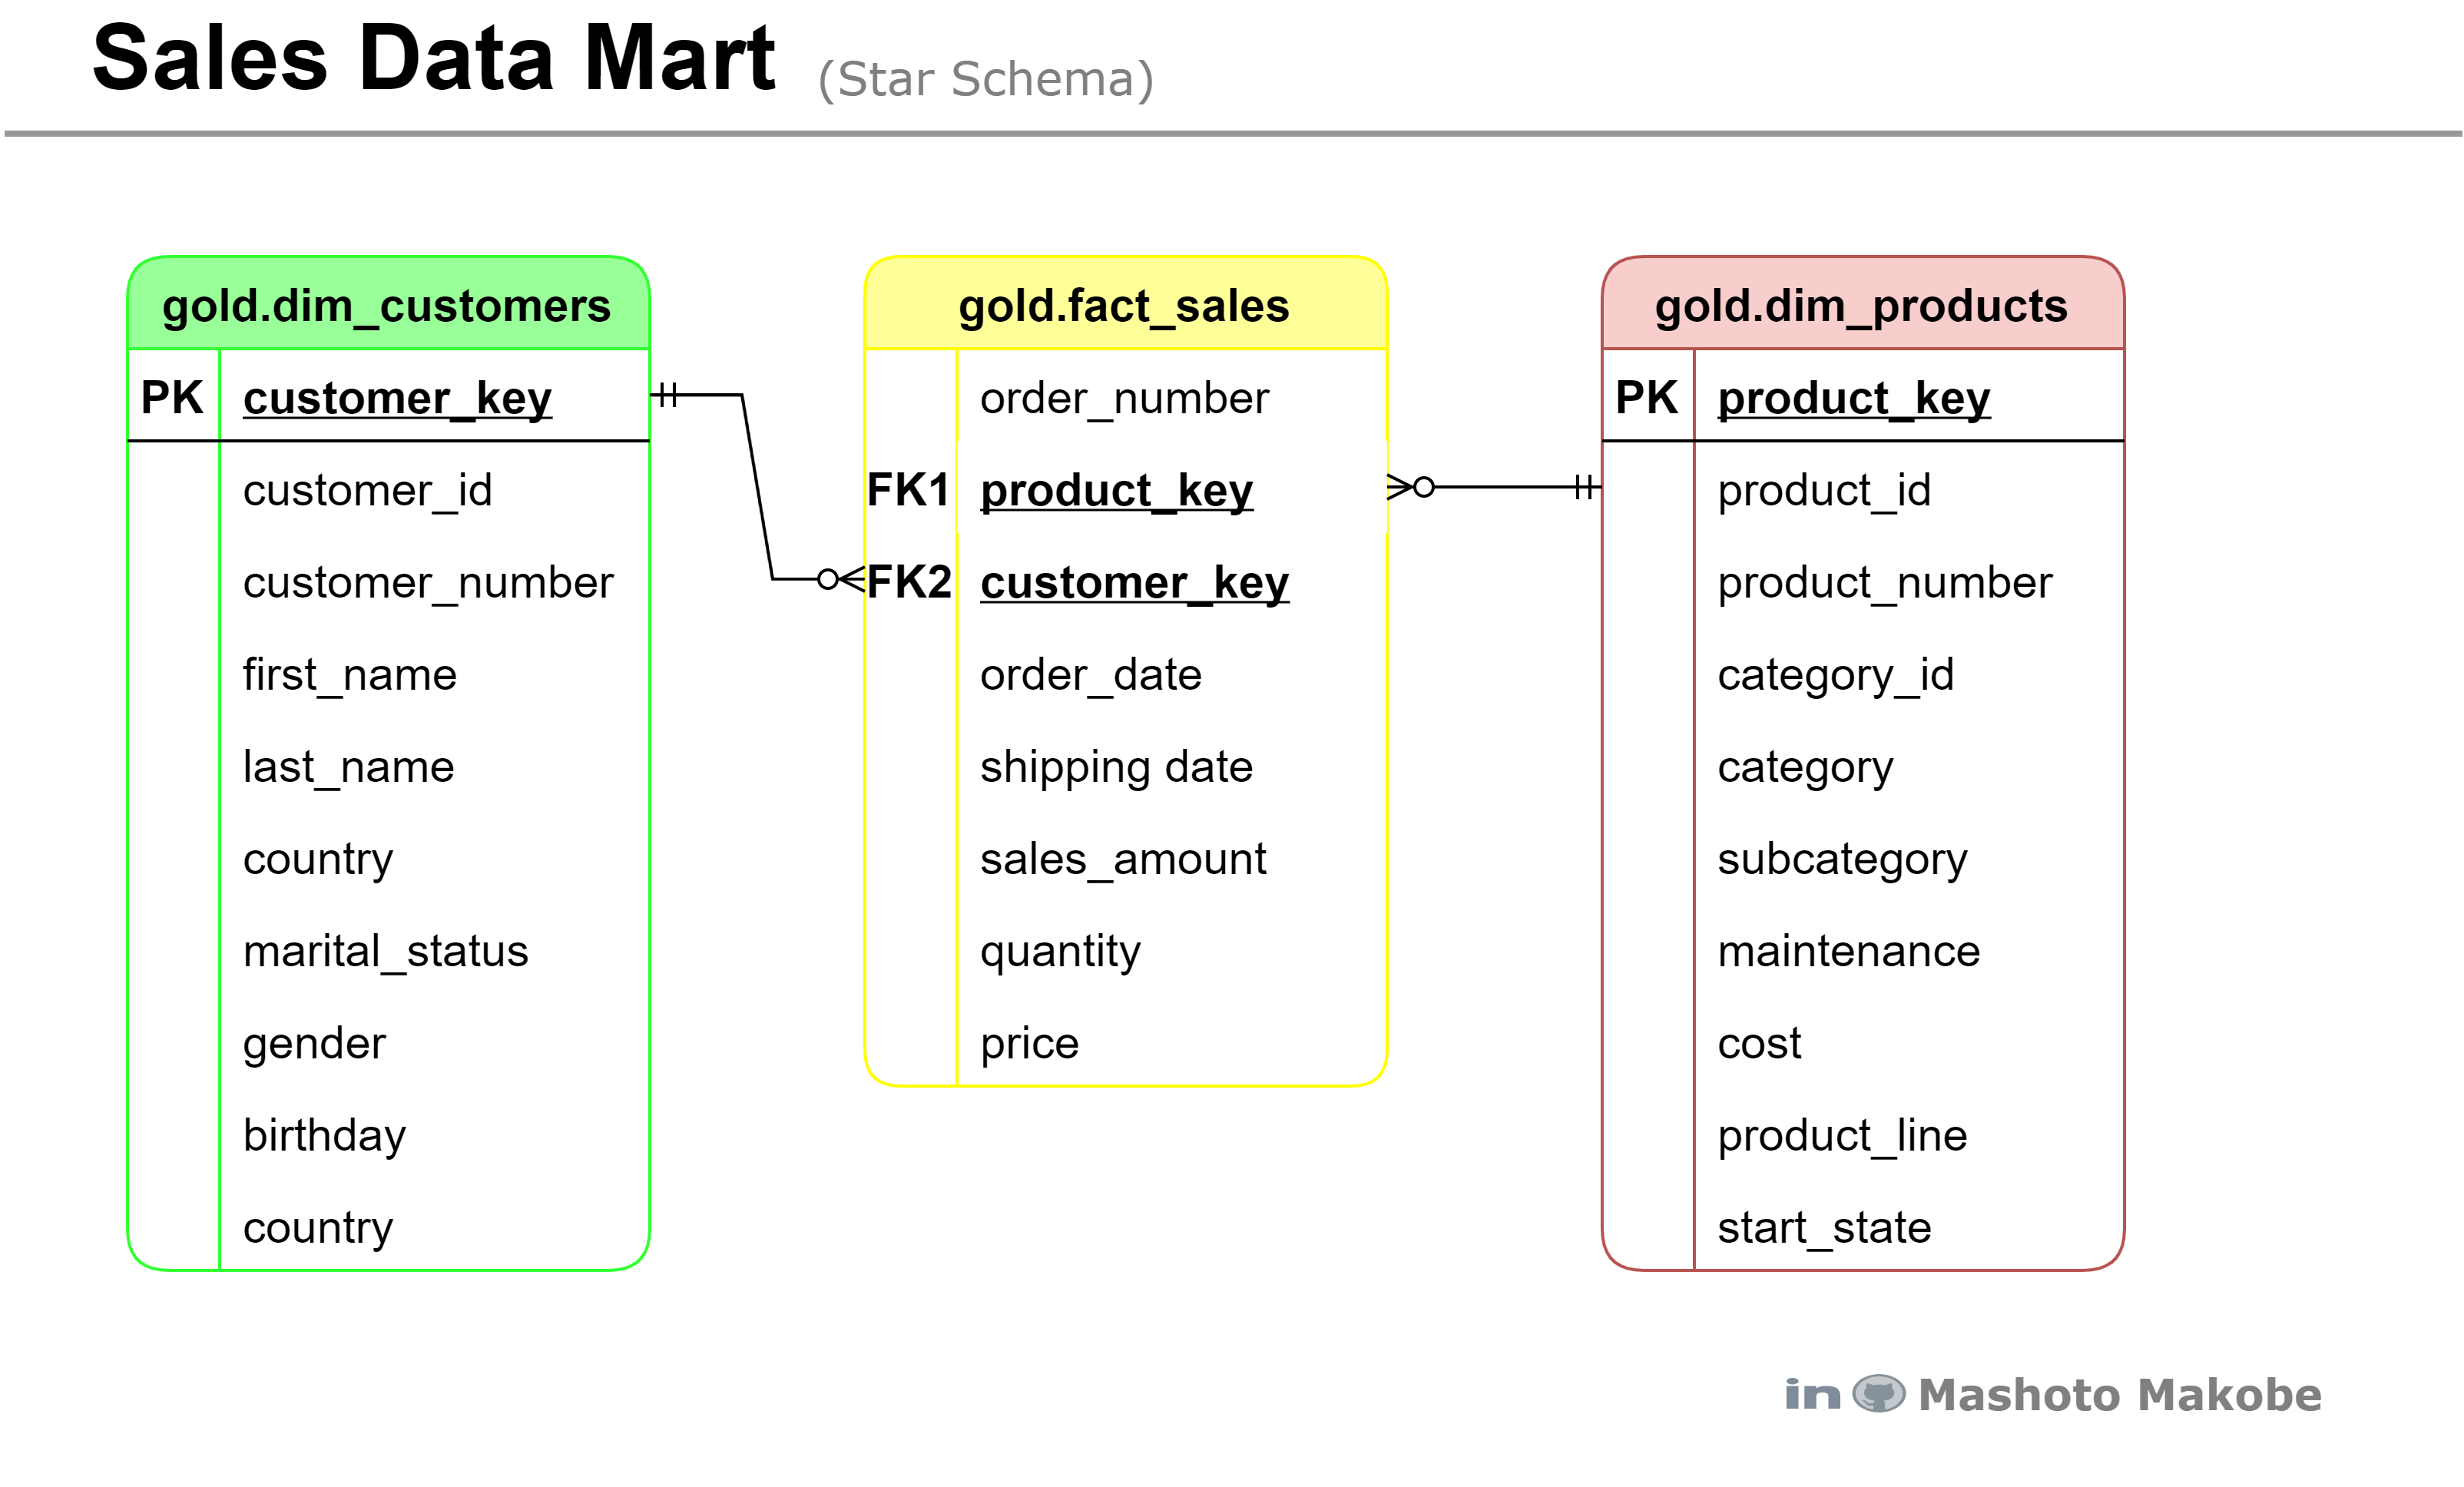 Sales Data Mart (Star Schema)
gold.dim_customers
PK customer_key
customer_id
customer_number
first_name
last_name
country
marital_status
gender
birthday
country
gold.fact_sales
order_number
FK1 product_key
FK2 customer_key
order_date
shipping date
sales_amount
quantity
price
gold.dim_products
PK product_key
product_id
product_number
category_id
category
subcategory
maintenance
cost
product_line
start_state
in Mashoto Makobe